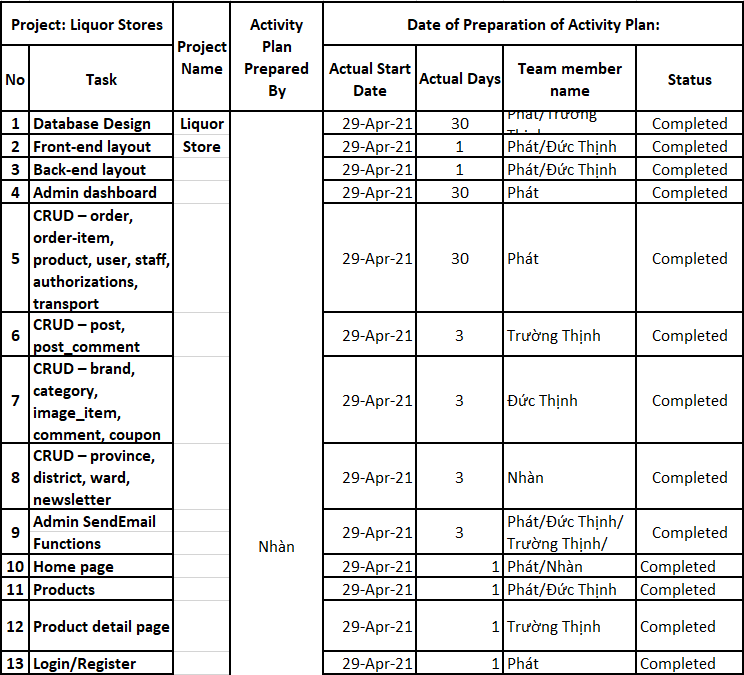 Project: Liquor Stores
Project
Name
Activity
Plan
Prepared
By
Date of Preparation of Activity Plan:
No
Task
Actual Start
Date
Actual Days
Team member
name
Status
1 Database Design Liquor 29-Apr-21 30 Phát/Trường Completed
2 Front-end layout Store 29-Apr-21 1 Phát/Đức Thịnh Completed
3 Back-end layout 29-Apr-21 1 Phát/Đức Thịnh Completed
4 Admin dashboard 29-Apr-21 30 Phát Completed
CRUD – order,
order-item,
5 product, user, staff, 29-Apr-21 30 Phát Completed
authorizations,
transport
6 CRUD – post, 29-Apr-21 3 Trường Thịnh Completed
post_comment
CRUD – brand,
category,
7 image_item, 29-Apr-21 3 Đức Thịnh Completed
comment, coupon
CRUD – province,
8 district, ward, 29-Apr-21 3 Nhàn Completed
newsletter
9 Admin SendEmail 29-Apr-21 3 Phát/Đức Thịnh/ Completed
Functions Trường Thịnh/
Nhàn
10 Home page 29-Apr-21 1 Phát/Nhàn Completed
11 Products 29-Apr-21 1 Phát/Đức Thịnh Completed
12 Product detail page 29-Apr-21 1 Trường Thịnh Completed
13 Login/Register 29-Apr-21 1 Phát Completed